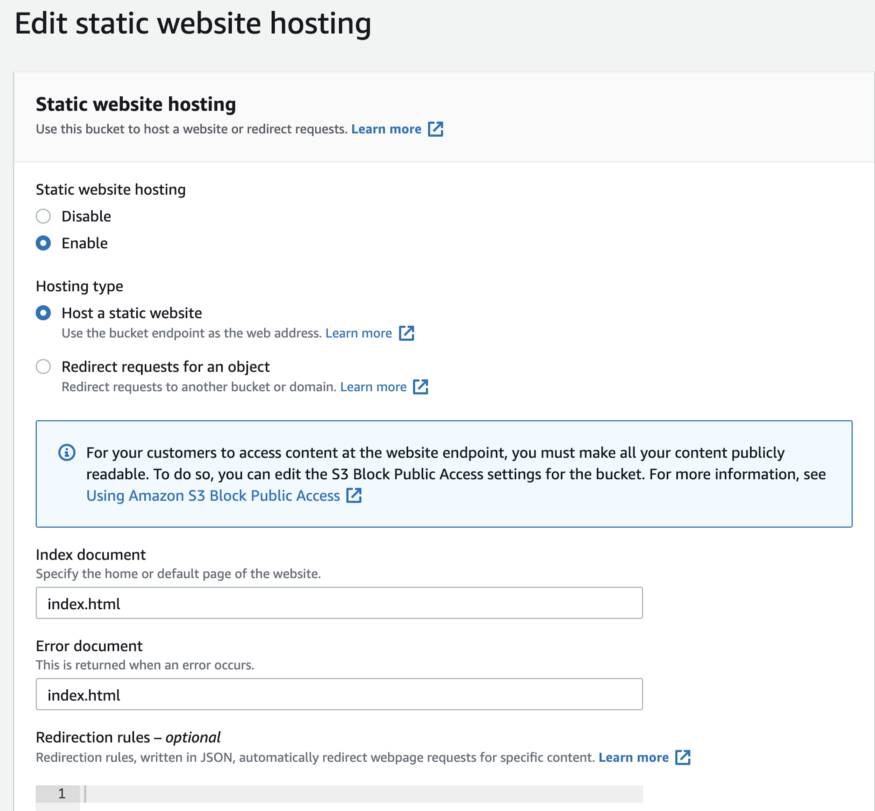 Edit static website hosting
Static website hosting
Use this bucket to host a website or redirect requests. Learn more
Static website hosting
Disable
Enable
Hosting type
Host a static website
Use the bucket endpoint as the web address. Learn more
Redirect requests for an object
Redirect requests to another bucket or domain. Learn more
For your customers to access content at the website endpoint, you must make all your content publicly
readable. To do so, you can edit the S3 Block Public Access settings for the bucket. For more information, see
Using Amazon S3 Block Public Access
Index document
Specify the home or default page of the website.
index.html
Error document
This is returned when an error occurs.
index.html
Redirection rules – optional
Redirection rules, written in JSON, automatically redirect webpage requests for specific content. Learn more
1